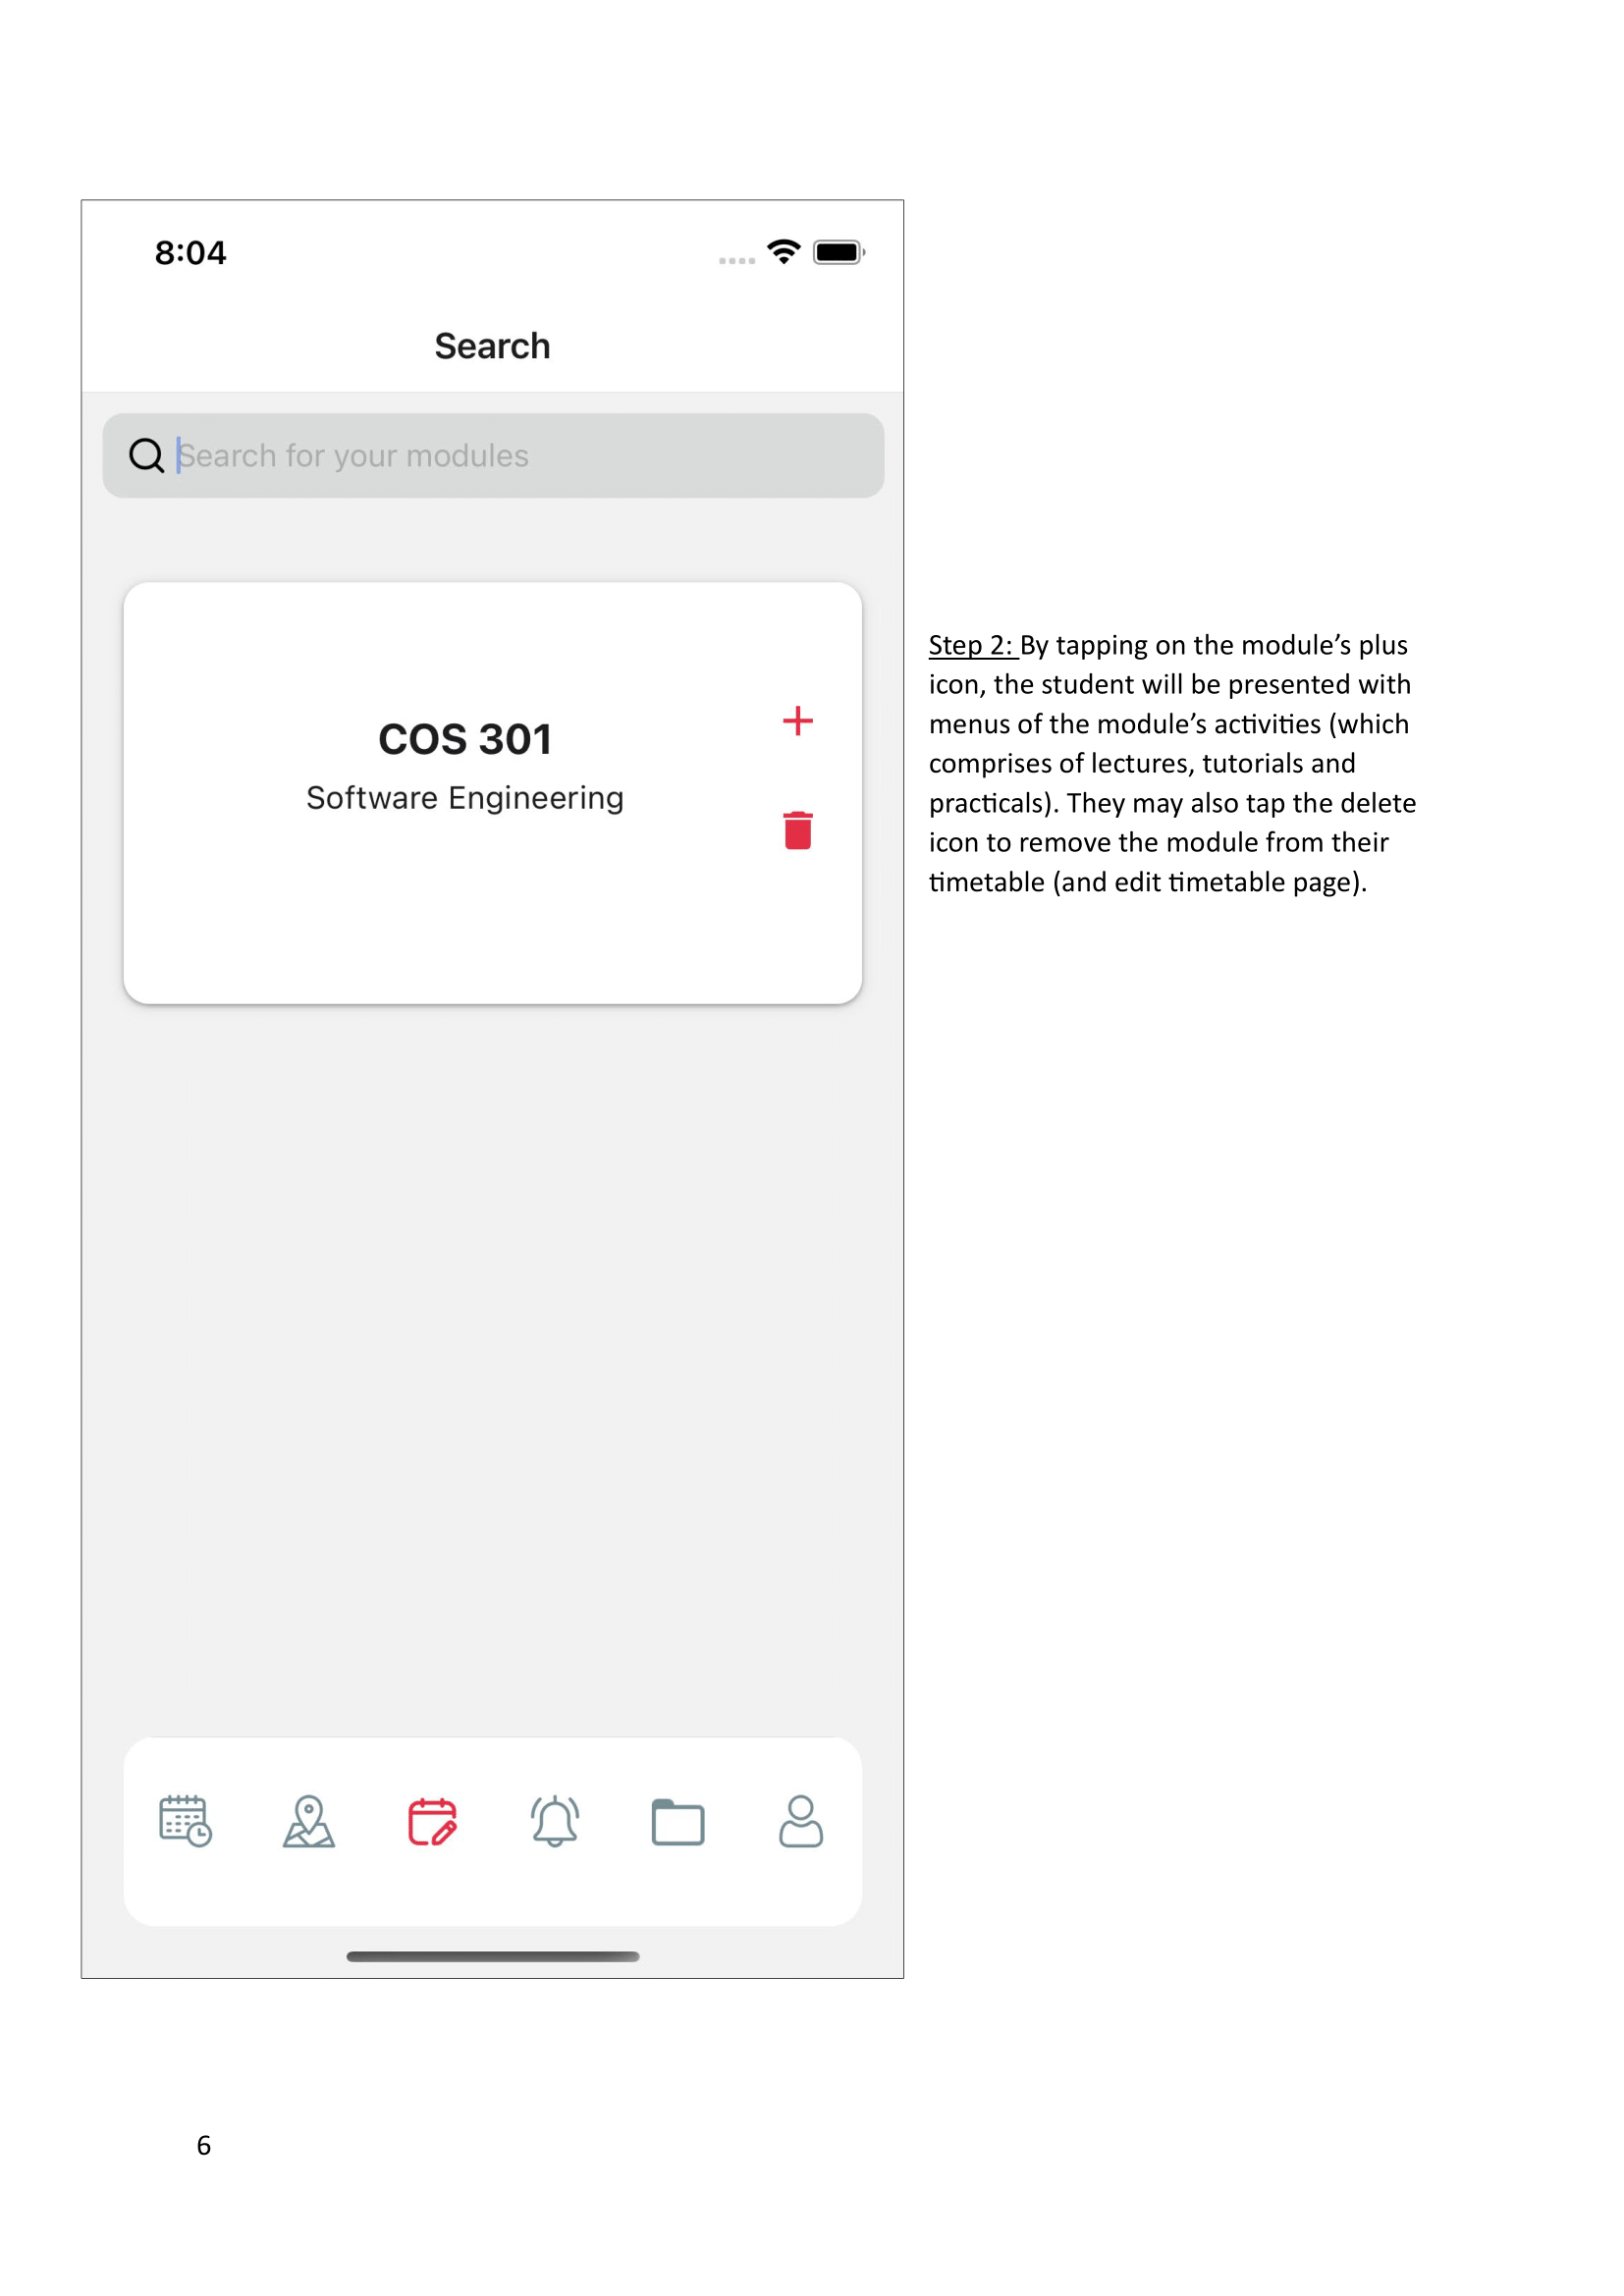 8:04
Search
Search for your modules
COS 301
Software Engineering
Step 2: By tapping on the module’s plus
icon, the student will be presented with
menus of the module’s activities (which
comprises of lectures, tutorials and
practicals). They may also tap the delete
icon to remove the module from their
timetable (and edit timetable page).
6